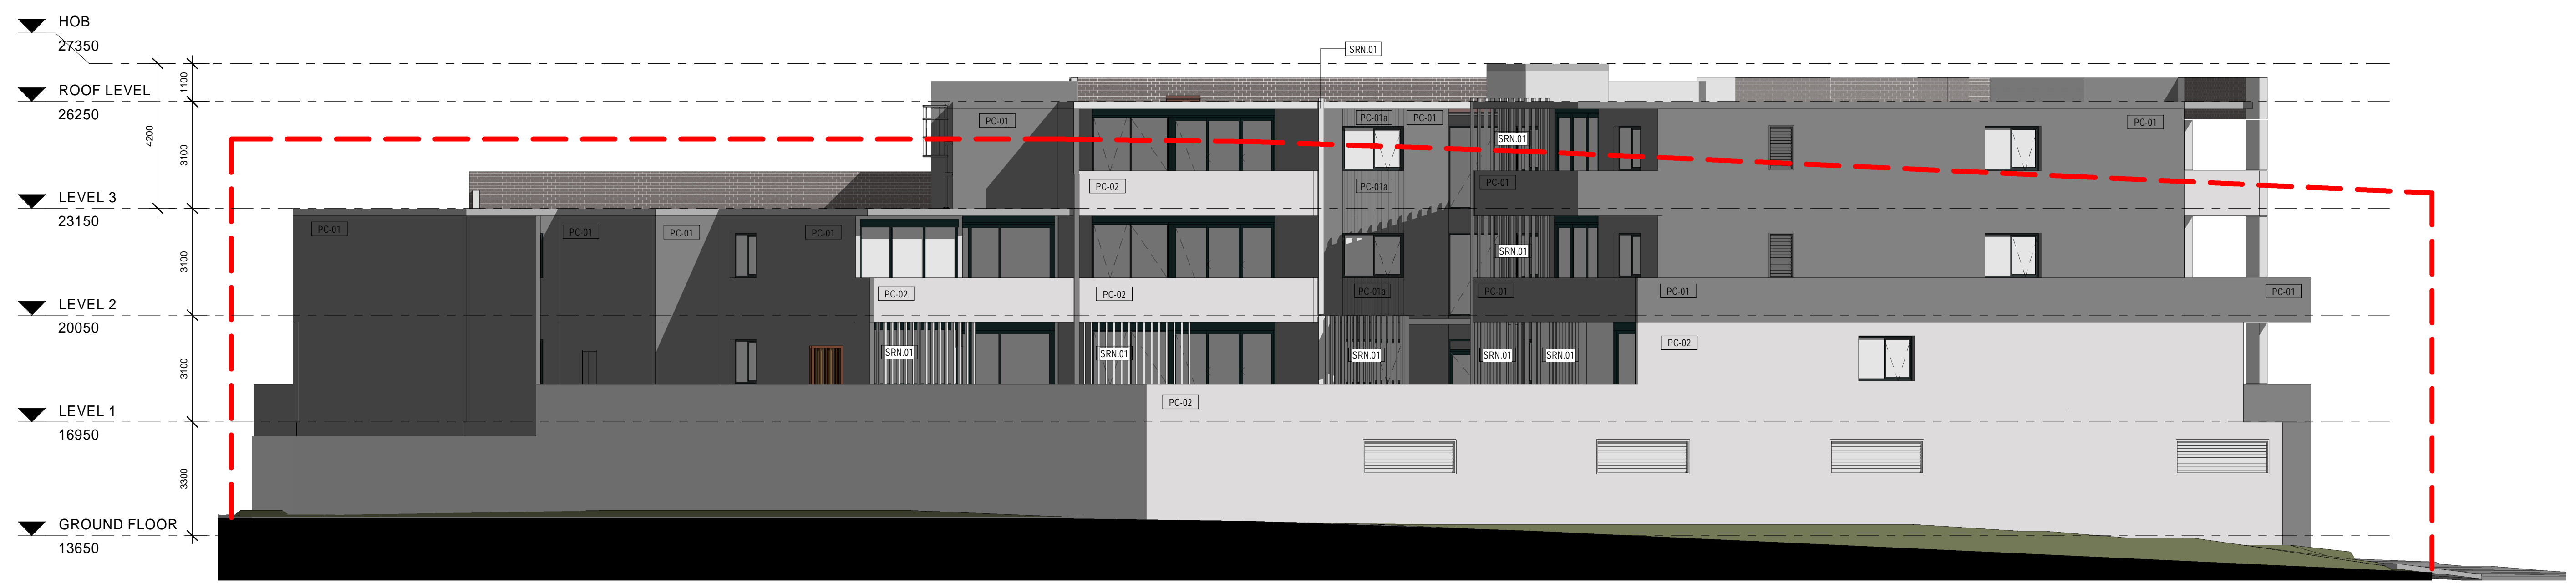 HOB
27350
SRN.01
1100
ROOF LEVEL
26250
4200
3100
PC-01
PC-01a
PC-01
SRN.01
PC-01
PC-02
PC-01a
PC-01
LEVEL 3
23150
3100
PC-01
PC-01
PC-01
PC-01
SRN.01
PC-02
PC-02
PC-01a
PC-01
PC-01
PC-01
LEVEL 2
20050
3100
SRN.01
SRN.01
SRN.01
SRN.01
SRN.01
PC-02
PC-02
LEVEL 1
16950
3300
GROUND FLOOR
13650